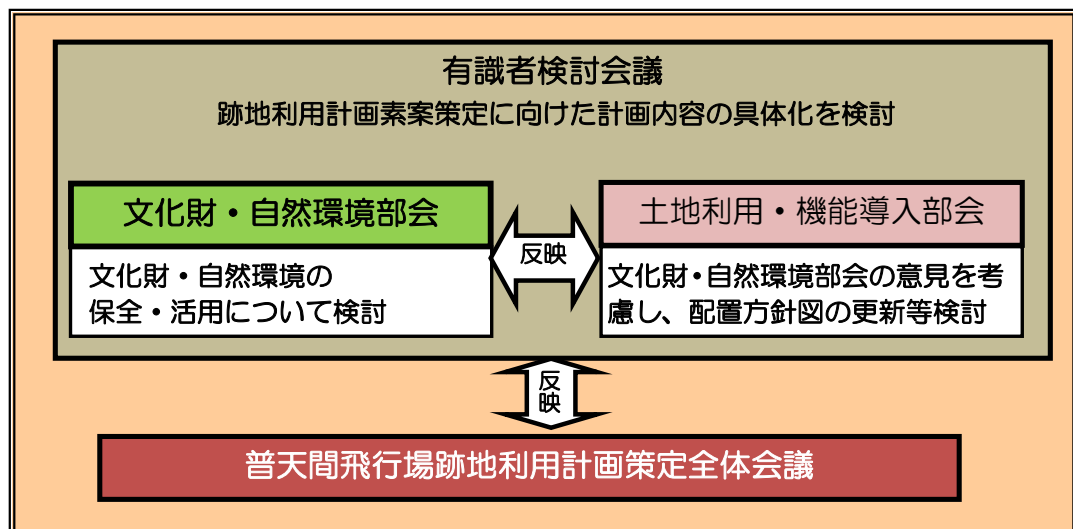 有識者検討会議
跡地利用計画素案策定に向けた計画内容の具体化を検討
文化財・自然環境部会
文化財・自然環境の
保全・活用について検討
反映
土地利用・機能導入部会
文化財・自然環境部会の意見を考
慮し、配置方針図の更新等検討
反
映
普天間飛行場跡地利用計画策定全体会議